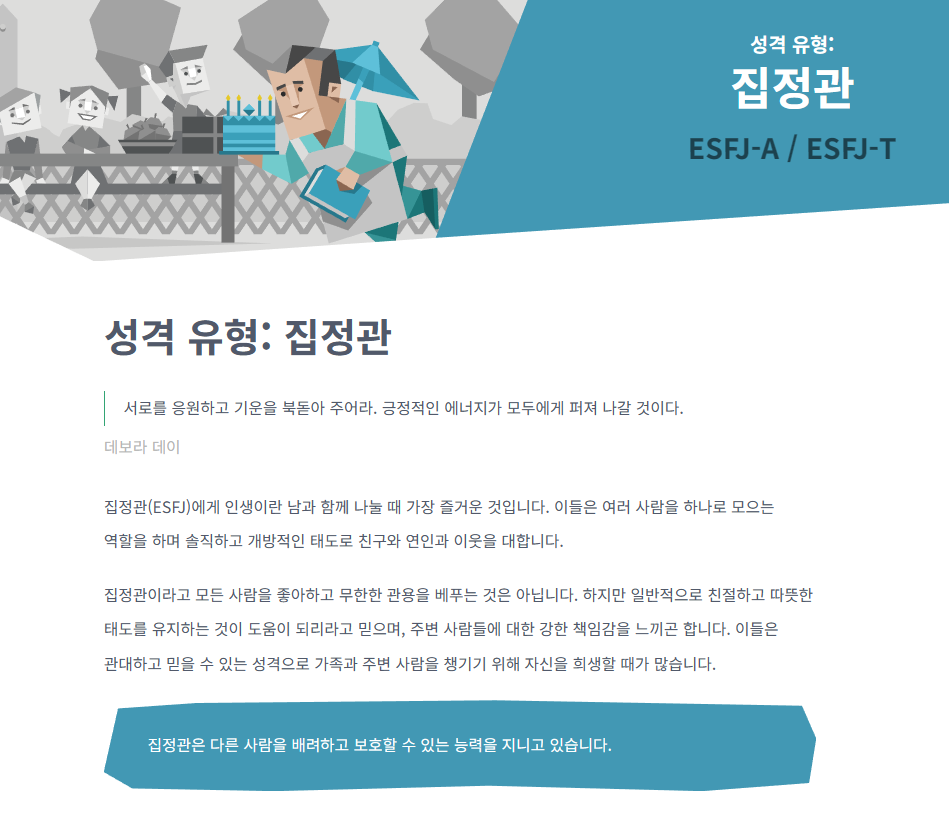 성격 유형:
집정관
ESFJ-A / ESFJ-T
성격 유형: 집정관
서로를 응원하고 기운을 북돋아 주어라. 긍정적인 에너지가 모두에게 퍼져 나갈 것이다.
데보라 데이
집정관(ESFJ)에게 인생이란 남과 함께 나눌 때 가장 즐거운 것입니다. 이들은 여러 사람을 하나로 모으는
역할을 하며 솔직하고 개방적인 태도로 친구와 연인과 이웃을 대합니다.
집정관이라고 모든 사람을 좋아하고 무한한 관용을 베푸는 것은 아닙니다. 하지만 일반적으로 친절하고 따뜻한
태도를 유지하는 것이 도움이 되리라고 믿으며, 주변 사람들에 대한 강한 책임감을 느끼곤 합니다. 이들은
관대하고 믿을 수 있는 성격으로 가족과 주변 사람을 챙기기 위해 자신을 희생할 때가 많습니다.
집정관은 다른 사람을 배려하고 보호할 수 있는 능력을 지니고 있습니다.